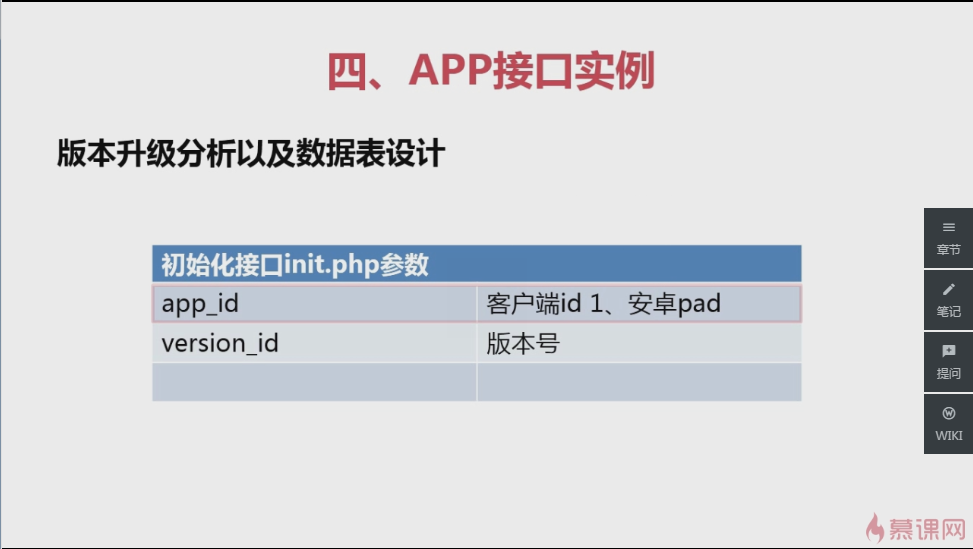 四、APP接口实例
版本升级分析以及数据表设计
初始化接口init.php参数
app_id 客户端id 1、安卓pad
version_id 版本号
章节
笔记
提问
WIKI
慕课网